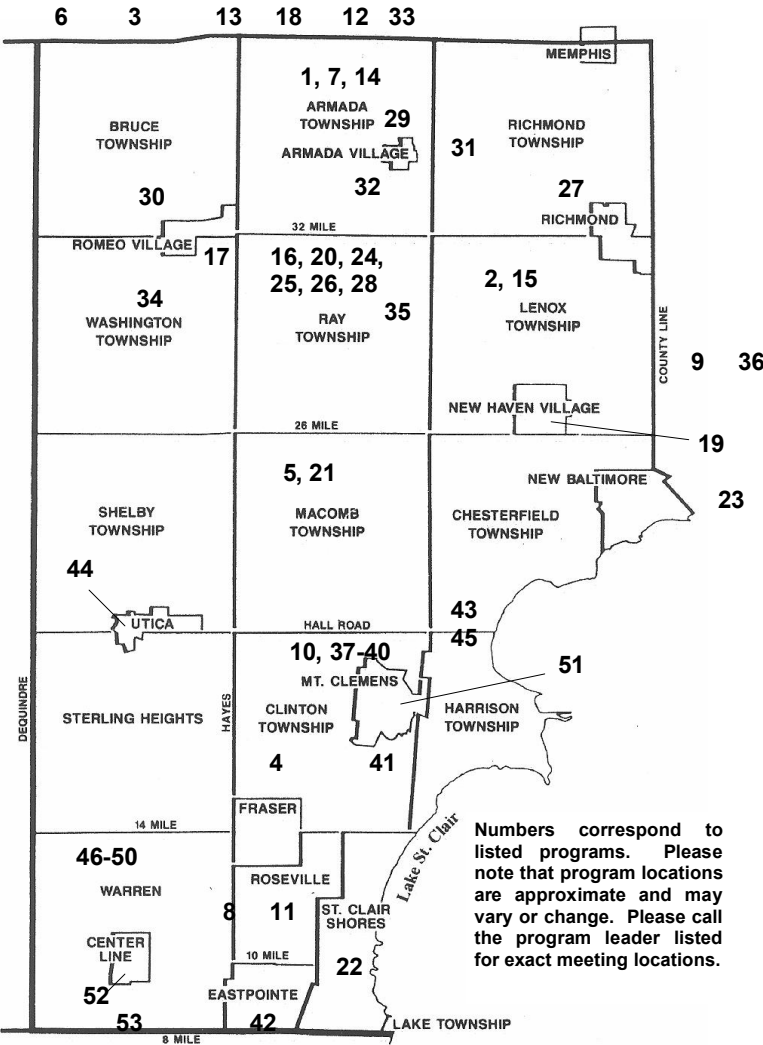 6 3 13 18 12 33
MEMPHIS
1, 7, 14
ARMADA
TOWNSHIP 29
BRUCE
TOWNSHIP
RICHMOND
TOWNSHIP
ARMADA VILLAGE
31
32
30
27
RICHMOND
32 MILE
ROMEO VILLAGE
17
16, 20, 24,
25, 26, 28
2, 15
34
WASHINGTON
TOWNSHIP
RAY
TOWNSHIP
35
LENOX
TOWNSHIP
COUNTY LINE
9 36
NEW HAVEN VILLAGE
26 MILE
19
5, 21
NEW BALTIMORE
23
SHELBY
TOWNSHIP
MACOMB
TOWNSHIP
CHESTERFIELD
TOWNSHIP
44
UTICA
HALL ROAD
43
45
10, 37-40
MT. CLEMENS
51
DEQUINDRE
STERLING HEIGHTS
HAYES
CLINTON
TOWNSHIP
HARRISON
TOWNSHIP
4
41
FRASER
14 MILE
Lake St. Clair
Numbers correspond to
listed programs. Please
note that program locations
are approximate and may
vary or change. Please call
the program leader listed
for exact meeting locations.
46-50
WARREN
ROSEVILLE
8
11
ST. CLAIR
SHORES
CENTER
LINE
10 MILE
22
52
EASTPOINTE
53
42
LAKE TOWNSHIP
8 MILE